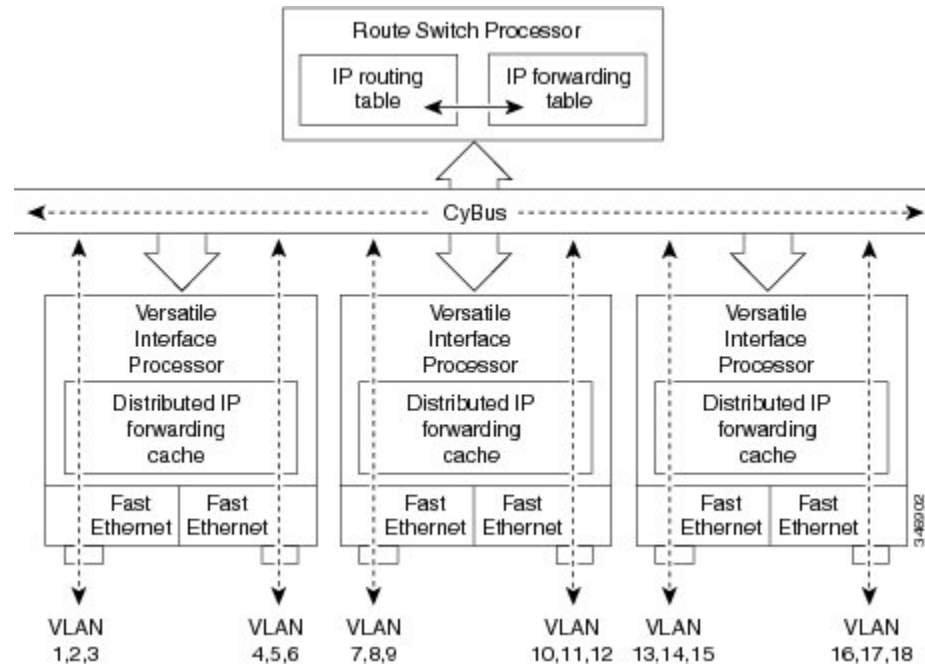 Route Switch Processor
IP routing
table
IP forwarding
table
CyBus
Versatile
Interface
Processor
Distributed IP
forwarding
cache
Fast
Ethernet
Fast
Ethernet
Versatile
Interface
Processor
Distributed IP
forwarding
cache
Fast
Ethernet
Fast
Ethernet
Versatile
Interface
Processor
Distributed IP
forwarding
cache
Fast
Ethernet
Fast
Ethernet
346902
VLAN
1,2,3
VLAN
4,5,6
VLAN
7,8,9
VLAN
10,11,12
VLAN
13,14,15
VLAN
16,17,18